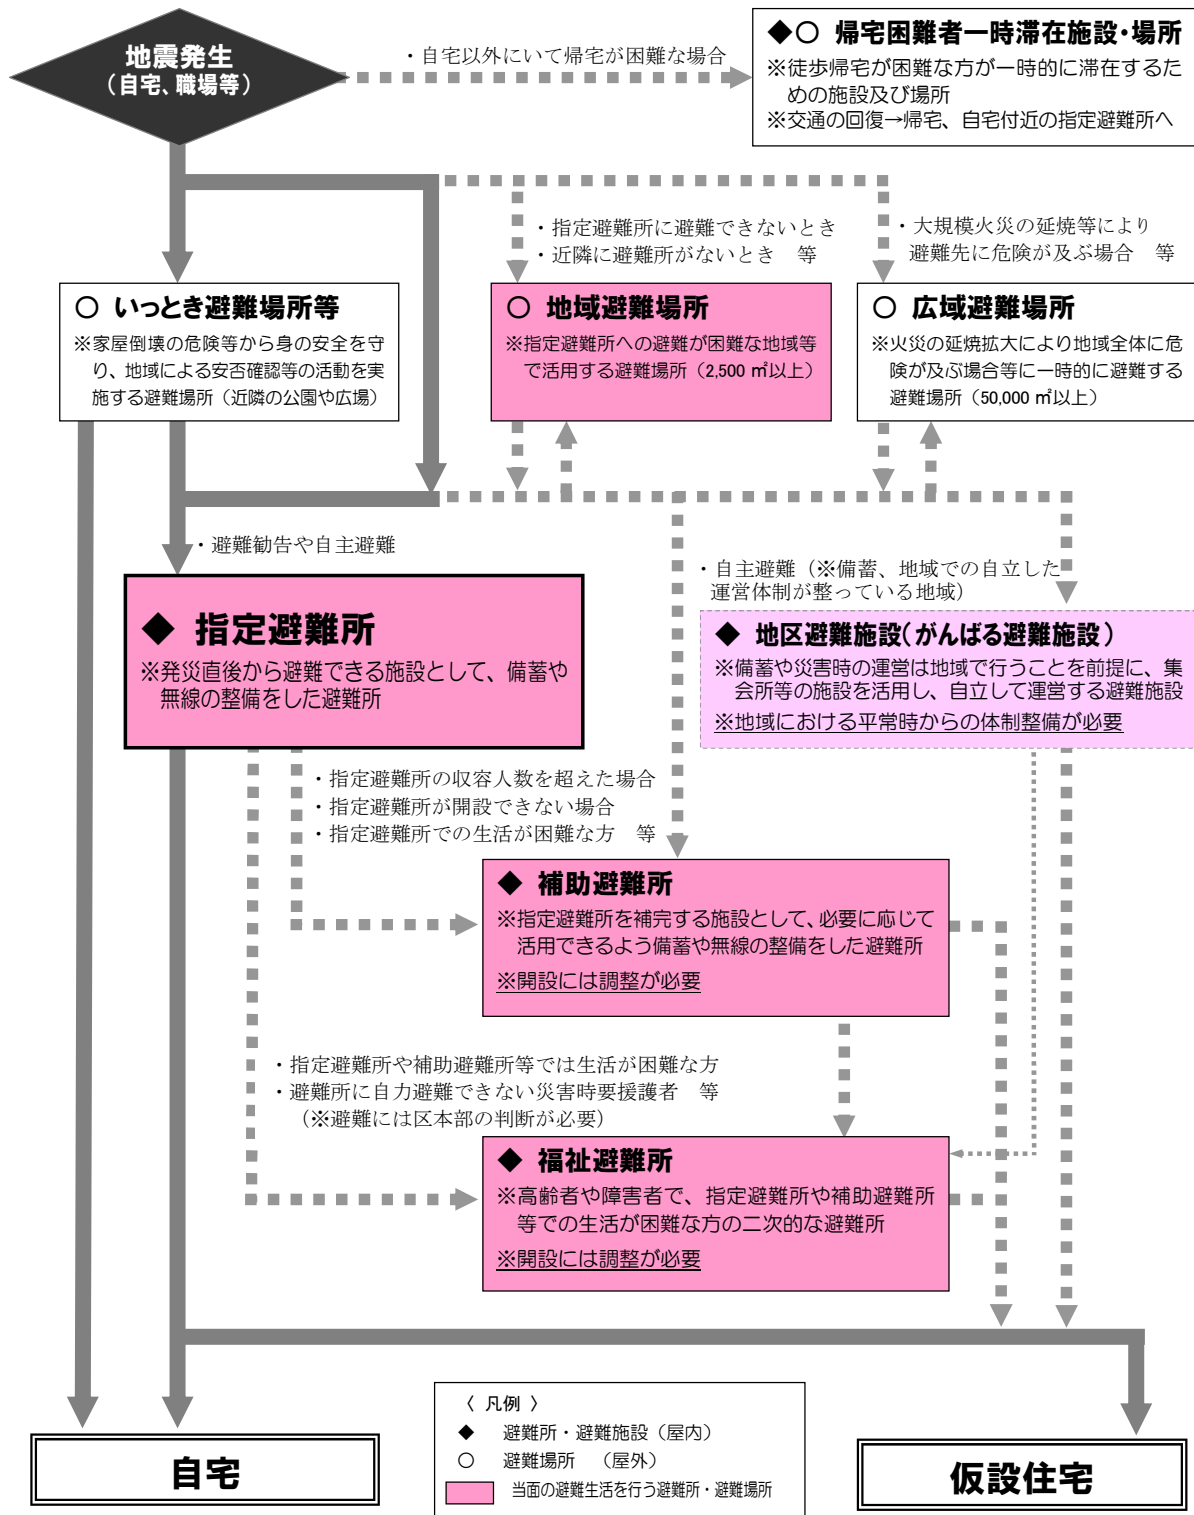 地震発生
（自宅、職場等）
・自宅以外にいて帰宅が困難な場合
◆○ 帰宅困難者一時滞在施設・場所
※徒歩帰宅が困難な方が一時的に滞在するた
めの施設及び場所
※交通の回復→帰宅、自宅付近の指定避難所へ
・指定避難所に避難できないとき
・近隣に避難所がないとき　等
・大規模火災の延焼等により
避難先に危険が及ぶ場合　等
○ いっとき避難場所等
※家屋倒壊の危険等から身の安全を守
り、地域による安否確認等の活動を実
施する避難場所（近隣の公園や広場）
○ 地域避難場所
※指定避難所への避難が困難な地域等
で活用する避難場所（2,500 ㎡以上）
○ 広域避難場所
※火災の延焼拡大により地域全体に危
険が及ぶ場合等に一時的に避難する
避難場所（50,000 ㎡以上）
・避難勧告や自主避難
◆ 指定避難所
※発災直後から避難できる施設として、備蓄や
無線の整備をした避難所
・自主避難（※備蓄、地域での自立した
運営体制が整っている地域）
◆ 地区避難施設（がんばる避難施設）
※備蓄や災害時の運営は地域で行うことを前提に、集
会所等の施設を活用し、自立して運営する避難施設
※地域における平常時からの体制整備が必要
・指定避難所の収容人数を超えた場合
・指定避難所が開設できない場合
・指定避難所での生活が困難な方　等
◆ 補助避難所
※指定避難所を補完する施設として、必要に応じて
活用できるよう備蓄や無線の整備をした避難所
※開設には調整が必要
・指定避難所や補助避難所等では生活が困難な方
・避難所に自力避難できない災害時要援護者　等
（※避難には区本部の判断が必要）
◆ 福祉避難所
※高齢者や障害者で、指定避難所や補助避難所
等での生活が困難な方の二次的な避難所
※開設には調整が必要
自宅
〈 凡例 〉
◆ 避難所・避難施設（屋内）
○ 避難場所　（屋外）
当面の避難生活を行う避難所・避難場所
仮設住宅